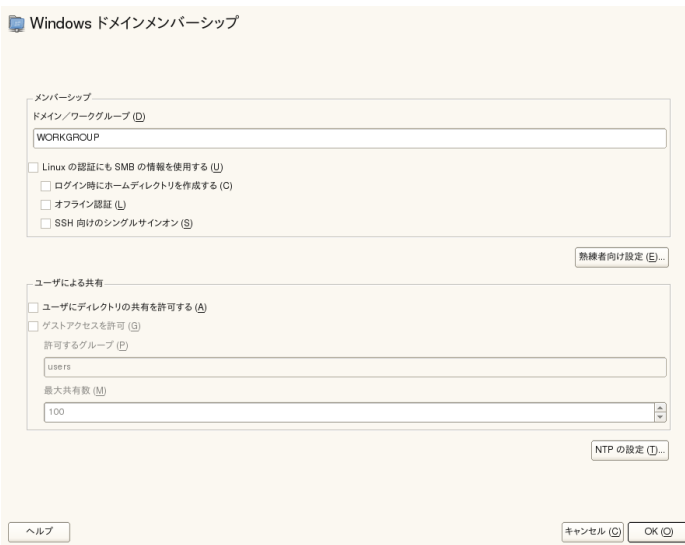 Windows ドメインメンバーシップ
メンバーシップ
ドメイン／ワークグループ (D)
WORKGROUP
Linux の認証にも SMB の情報を使用する (U)
ログイン時にホームディレクトリを作成する (C)
オフライン認証 (L)
SSH 向けのシングルサインオン (S)
熟練者向け設定 (E)...
ユーザによる共有
ユーザにディレクトリの共有を許可する (A)
ゲストアクセスを許可 (G)
許可するグループ (P)
users
最大共有数 (M)
100
NTP の設定 (T)...
ヘルプ
キャンセル (C)
OK (O)